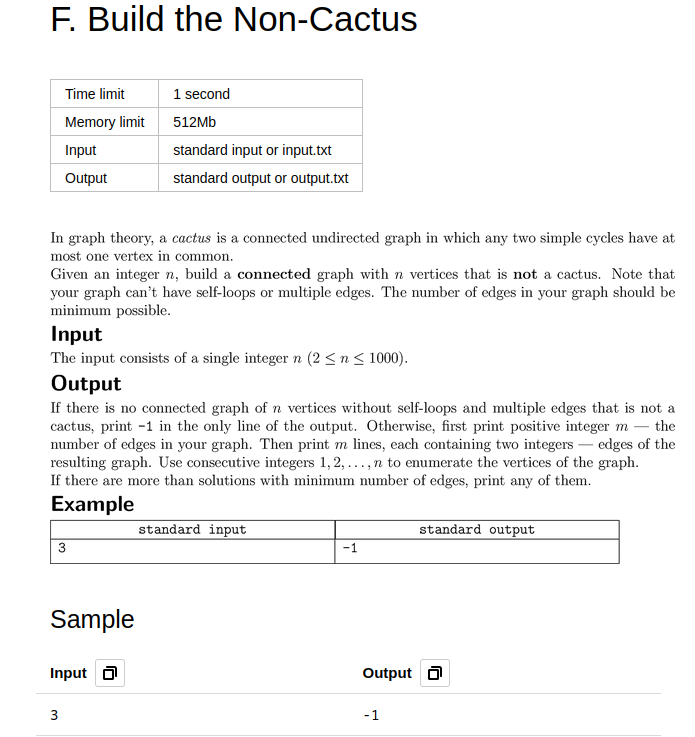 F. Build the Non-Cactus
Time limit 1 second
Memory limit 512Mb
Input standard input or input.txt
Output standard output or output.txt
In graph theory, a cactus is a connected undirected graph in which any two simple cycles have at
most one vertex in common.
Given an integer n, build a connected graph with n vertices that is not a cactus. Note that
your graph can't have self-loops or multiple edges. The number of edges in your graph should be
minimum possible.
Input
The input consists of a single integer n (2 ≤ n ≤ 1000).
Output
If there is no connected graph of n vertices without self-loops and multiple edges that is not a
cactus, print -1 in the only line of the output. Otherwise, first print positive integer m — the
number of edges in your graph. Then print m lines, each containing two integers — edges of the
resulting graph. Use consecutive integers 1, 2, . . . , n to enumerate the vertices of the graph.
If there are more than solutions with minimum number of edges, print any of them.
Example
standard input standard output
3 -1
Sample
Input Output
3 -1